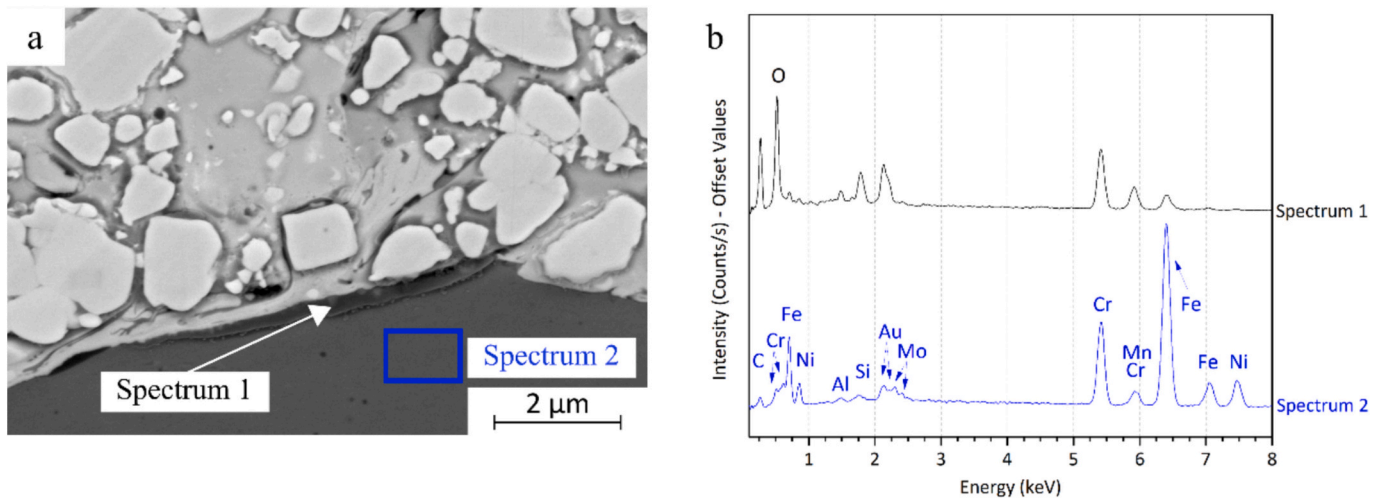 a
Spectrum 1
Spectrum 2
2 μm
b
Intensity (Counts/s) - Offset Values
O
Spectrum 1
C
Cr
Fe
Ni
Al
Si
Au
Mo
Cr
Mn
Cr
Fe
Fe
Ni
Spectrum 2
1 2 3 4 5 6 7 8
Energy (keV)